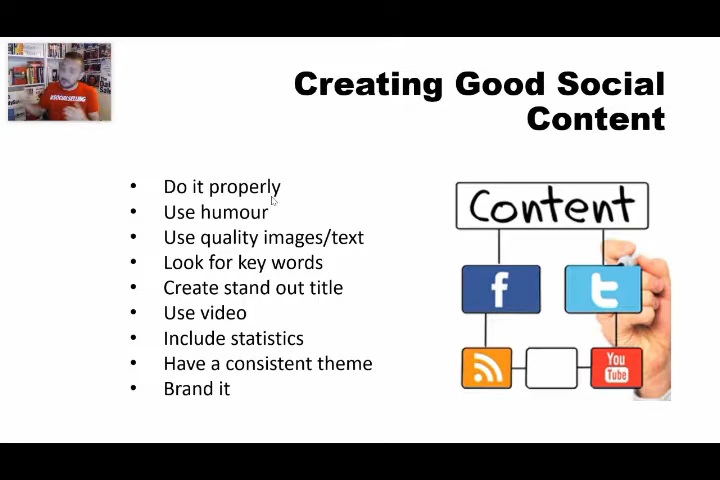 #SOCIALSELLING
Creating Good Social
Content
• Do it properly
• Use humour
• Use quality images/text
• Look for key words
• Create stand out title
• Use video
• Include statistics
• Have a consistent theme
• Brand it
Content
f
t
You
Tube